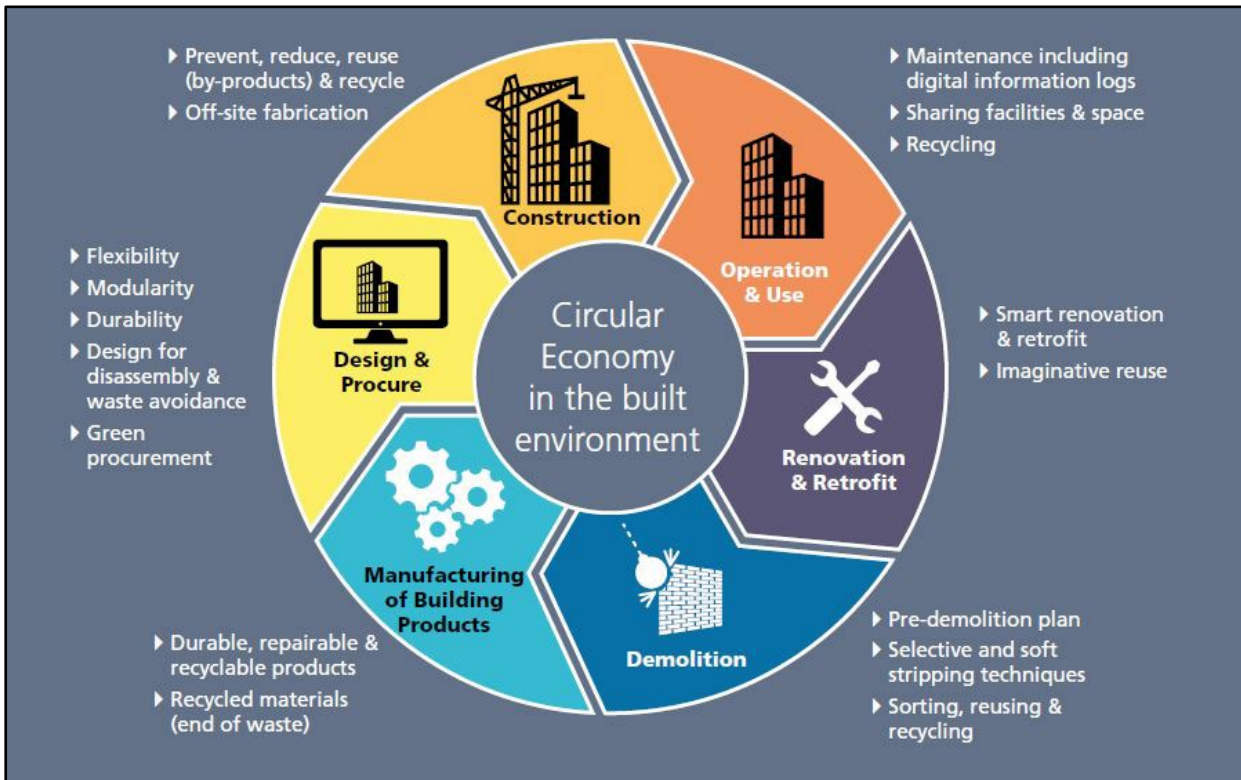 Prevent, reduce, reuse
(by-products) & recycle
Off-site fabrication
Construction
Maintenance including
digital information logs
Sharing facilities & space
Recycling
Operation
& Use
Smart renovation
& retrofit
Imaginative reuse
Renovation
& Retrofit
Pre-demolition plan
Selective and soft
stripping techniques
Sorting, reusing &
recycling
Demolition
Durable, repairable &
recyclable products
Recycled materials
(end of waste)
Manufacturing
of Building
Products
Flexibility
Modularity
Durability
Design for
disassembly &
waste avoidance
Green
procurement
Design &
Procure
Circular
Economy
in the built
environment